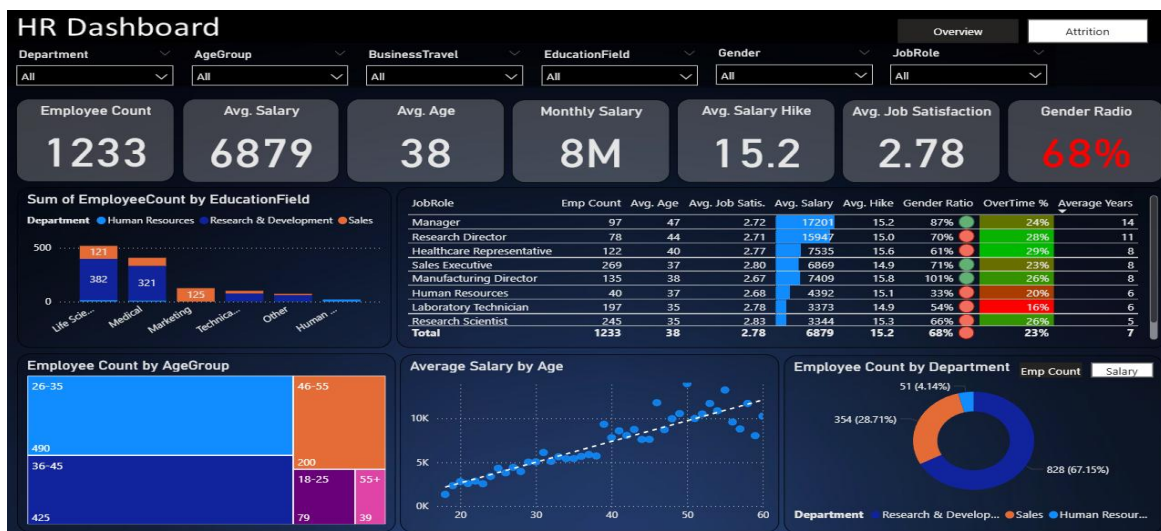 HR Dashboard
Overview
Attrition
Department AgeGroup BusinessTravel EducationField Gender JobRole
All All All All All All
Employee Count Avg. Salary Avg. Age Monthly Salary Avg. Salary Hike Avg. Job Satisfaction Gender Radio
1233 6879 38 8M 15.2 2.78 68%
Sum of EmployeeCount by EducationField
Department Human Resources Research & Development Sales
500
0
121
382
321
125
Life Scie...
Medical
Marketing
Technica...
Other
Human ...
JobRole Emp Count Avg. Age Avg. Job Satis. Avg. Salary Avg. Hike Gender Ratio OverTime % Average Years
Manager 97 47 2.72 17201 15.2 87% 24% 14
Research Director 78 44 2.71 15947 15.0 70% 28% 11
Healthcare Representative 122 40 2.77 7535 15.6 61% 29% 8
Sales Executive 269 37 2.80 6869 14.9 71% 23% 8
Manufacturing Director 135 38 2.67 7409 15.8 101% 26% 8
Human Resources 40 37 2.68 4392 15.1 33% 20% 6
Laboratory Technician 197 35 2.78 3373 14.9 54% 16% 6
Research Scientist 245 35 2.83 3344 15.3 66% 26% 5
Total 1233 38 2.78 6879 15.2 68% 23% 7
Employee Count by AgeGroup
26-35
490
36-45
425
46-55
200
18-25
79
55+
39
Average Salary by Age
10K
5K
0K
20 30 40 50 60
Employee Count by Department
Emp Count
Salary
51 (4.14%)
354 (28.71%)
828 (67.15%)
Department Research & Develop... Sales Human Resour...